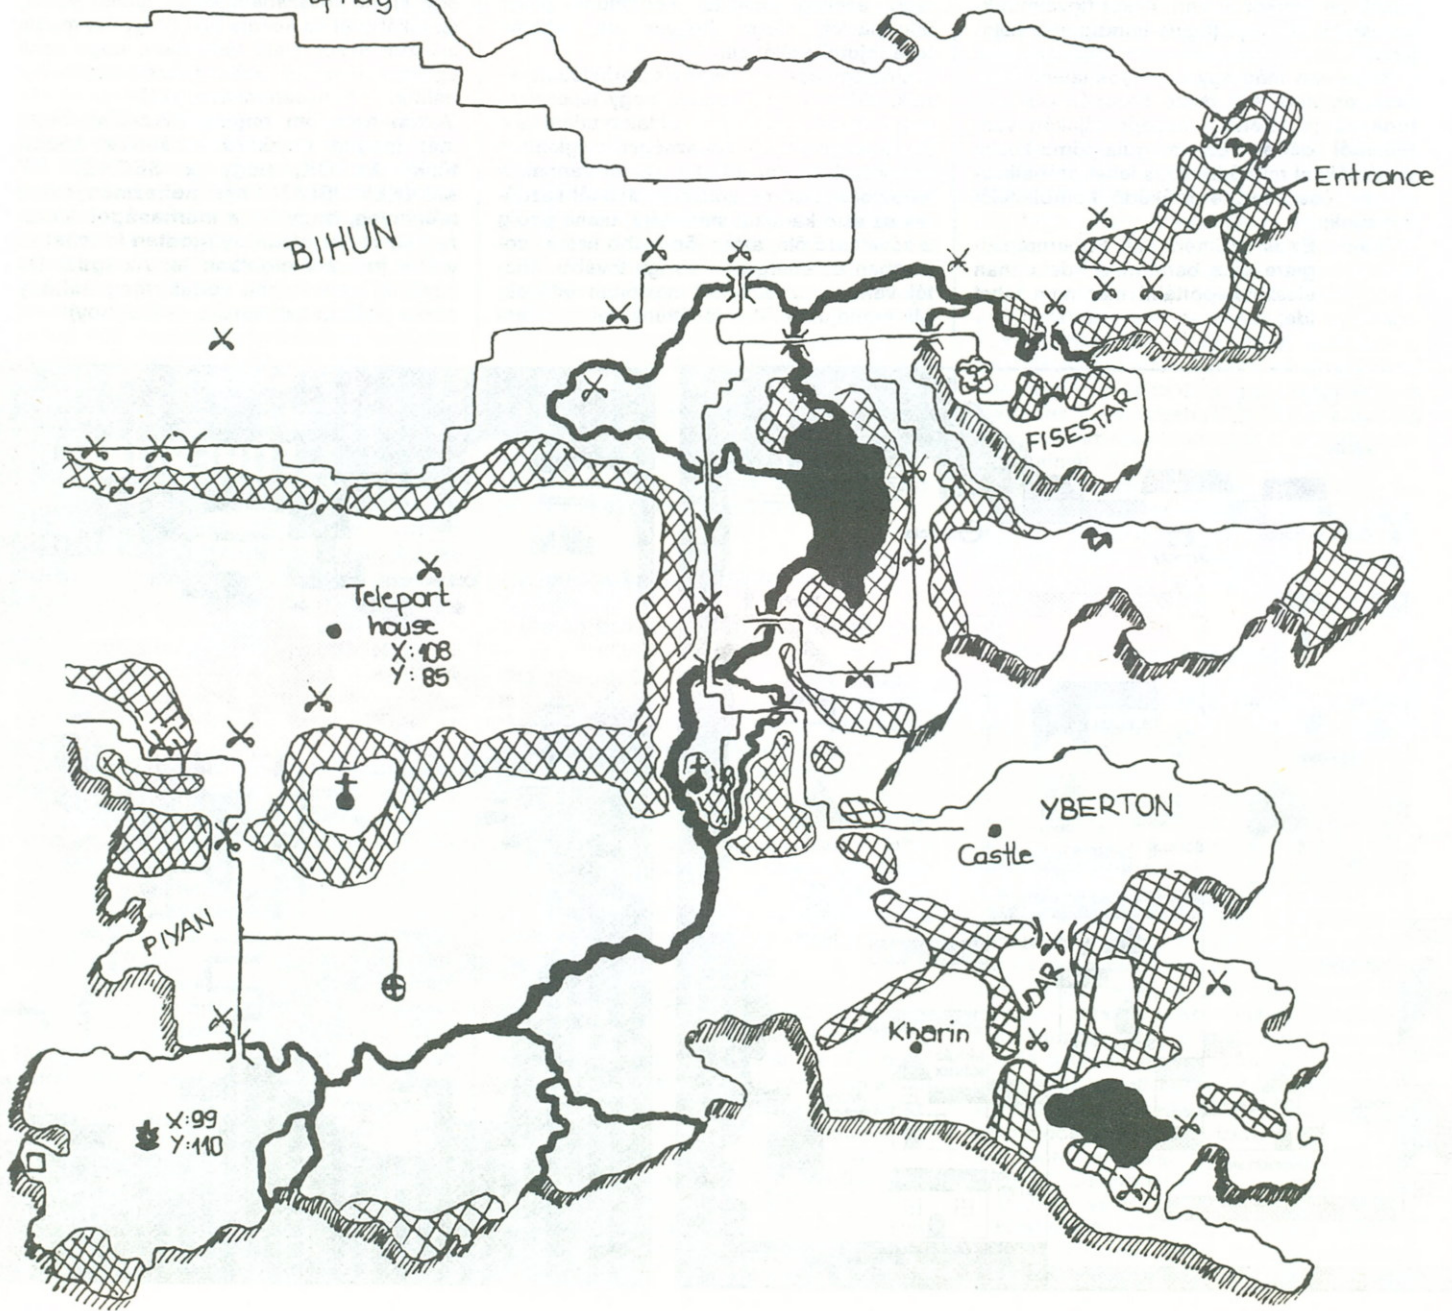 Entrance
BIHUN
FISESTAR
Teleport
house
X:108
Y:85
YBERTON
Castle
PIYAN
UDAR
Kharin
X:99
Y:110